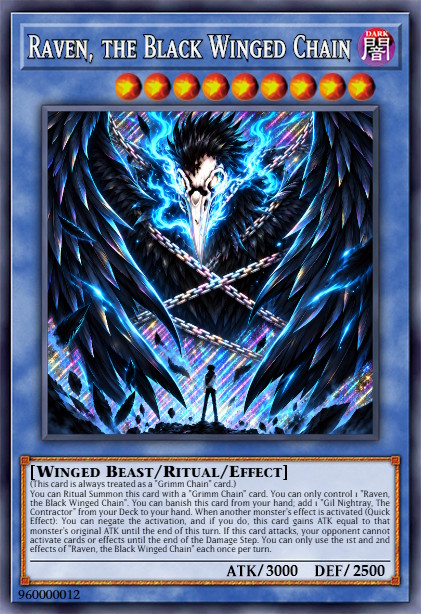 RAVEN, THE BLACK WINGED CHAIN
DARK
闇
[WINGED BEAST/RITUAL/EFFECT]
(This card is always treated as a "Grimm Chain" card.)
You can Ritual Summon this card with a "Grimm Chain" card. You can only control 1 "Raven,
the Black Winged Chain". You can banish this card from your hand; add 1 "Gil Nightray, The
Contractor" from your Deck to your hand. When another monster's effect is activated (Quick
Effect): You can negate the activation, and if you do, this card gains ATK equal to that
monster's original ATK until the end of this turn. If this card attacks, your opponent cannot
activate cards or effects until the end of the Damage Step. You can only use the 1st and 2nd
effects of "Raven, the Black Winged Chain" each once per turn.
ATK/3000 DEF/2500
960000012